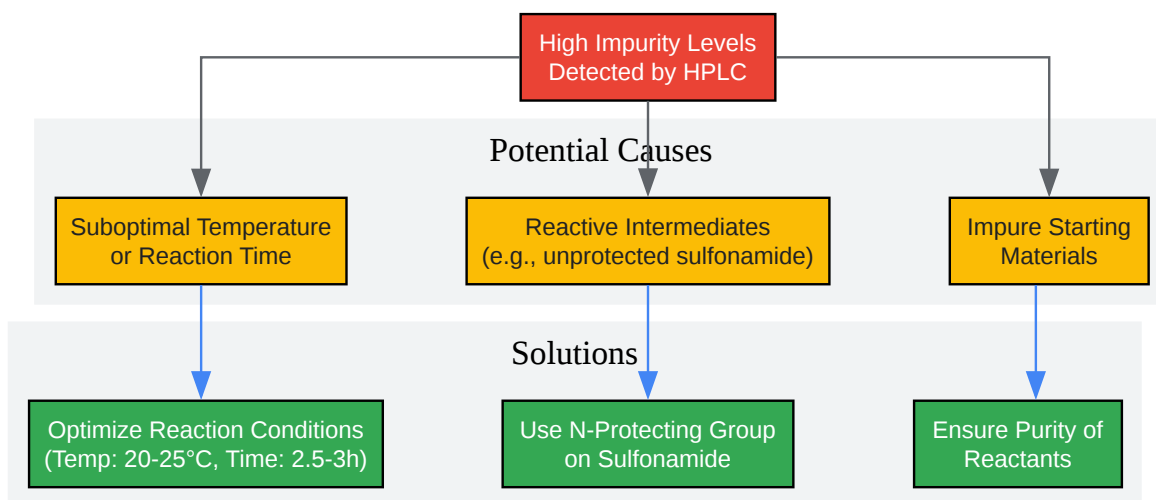 High Impurity Levels
Detected by HPLC
Potential Causes
Suboptimal Temperature
or Reaction Time
Reactive Intermediates
(e.g., unprotected sulfonamide)
Impure Starting
Materials
Solutions
Optimize Reaction Conditions
(Temp: 20-25°C, Time: 2.5-3h)
Use N-Protecting Group
on Sulfonamide
Ensure Purity of
Reactants